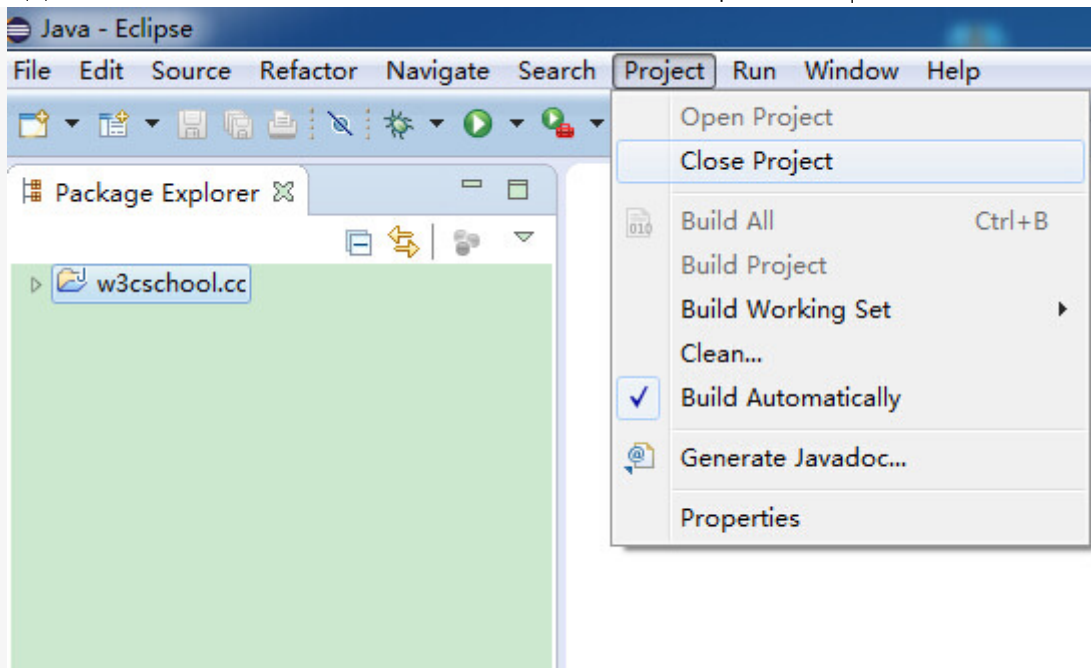 Java - Eclipse
File Edit Source Refactor Navigate Search Project Run Window Help
Open Project
Close Project
Package Explorer
Build All Ctrl+B
010
Build Project
w3cschool.cc
Build Working Set
Clean...
Build Automatically
@
Generate Javadoc...
Properties